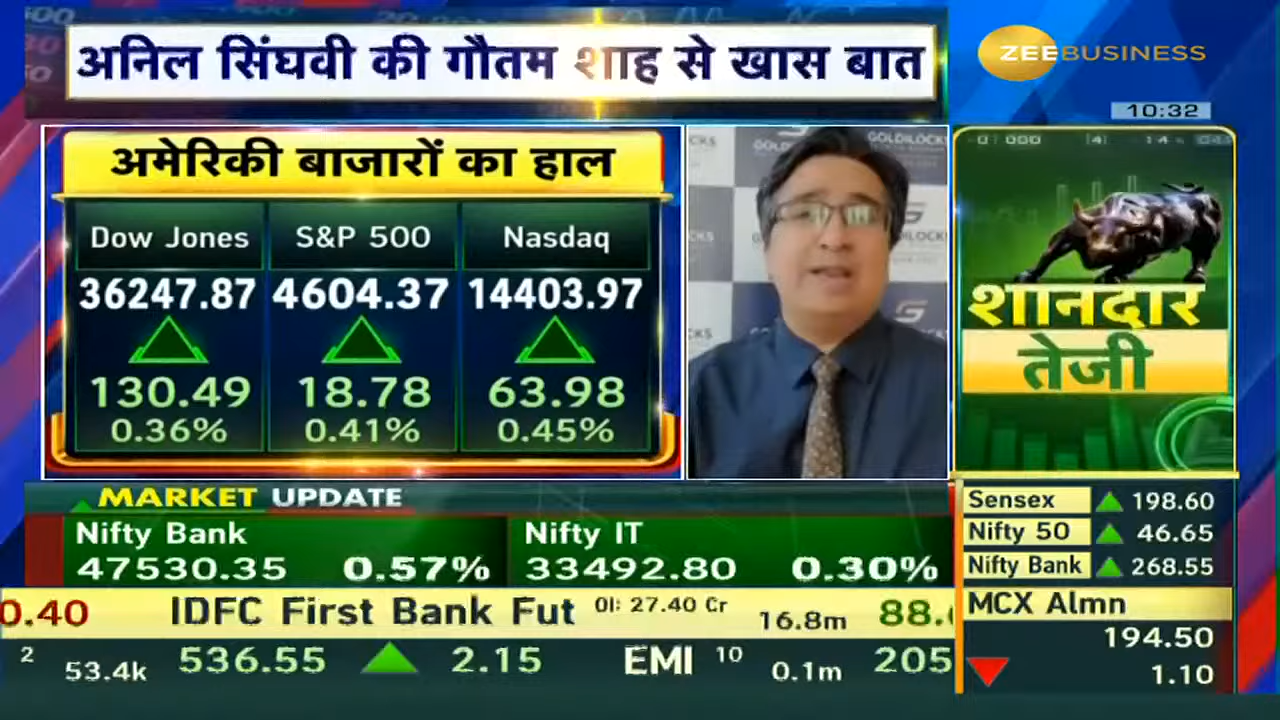 अनिल सिंघवी की गौतम शाह से खास बात
ZEEBUSINESS
10:32
अमेरिकी बाजारों का हाल
Dow Jones S&P 500 Nasdaq
36247.87 4604.37 14403.97
130.49 18.78 63.98
0.36% 0.41% 0.45%
GOLDILOCKS
शानदार
तेजी
MARKET UPDATE
Nifty Bank
47530.35 0.57%
Nifty IT
33492.80 0.30%
Sensex 198.60
Nifty 50 46.65
Nifty Bank 268.55
MCX Almn
194.50
1.10
0.40 IDFC First Bank Fut OI: 27.40 Cr 16.8m 88.
2 53.4k 536.55 2.15 EMI 10 0.1m 205